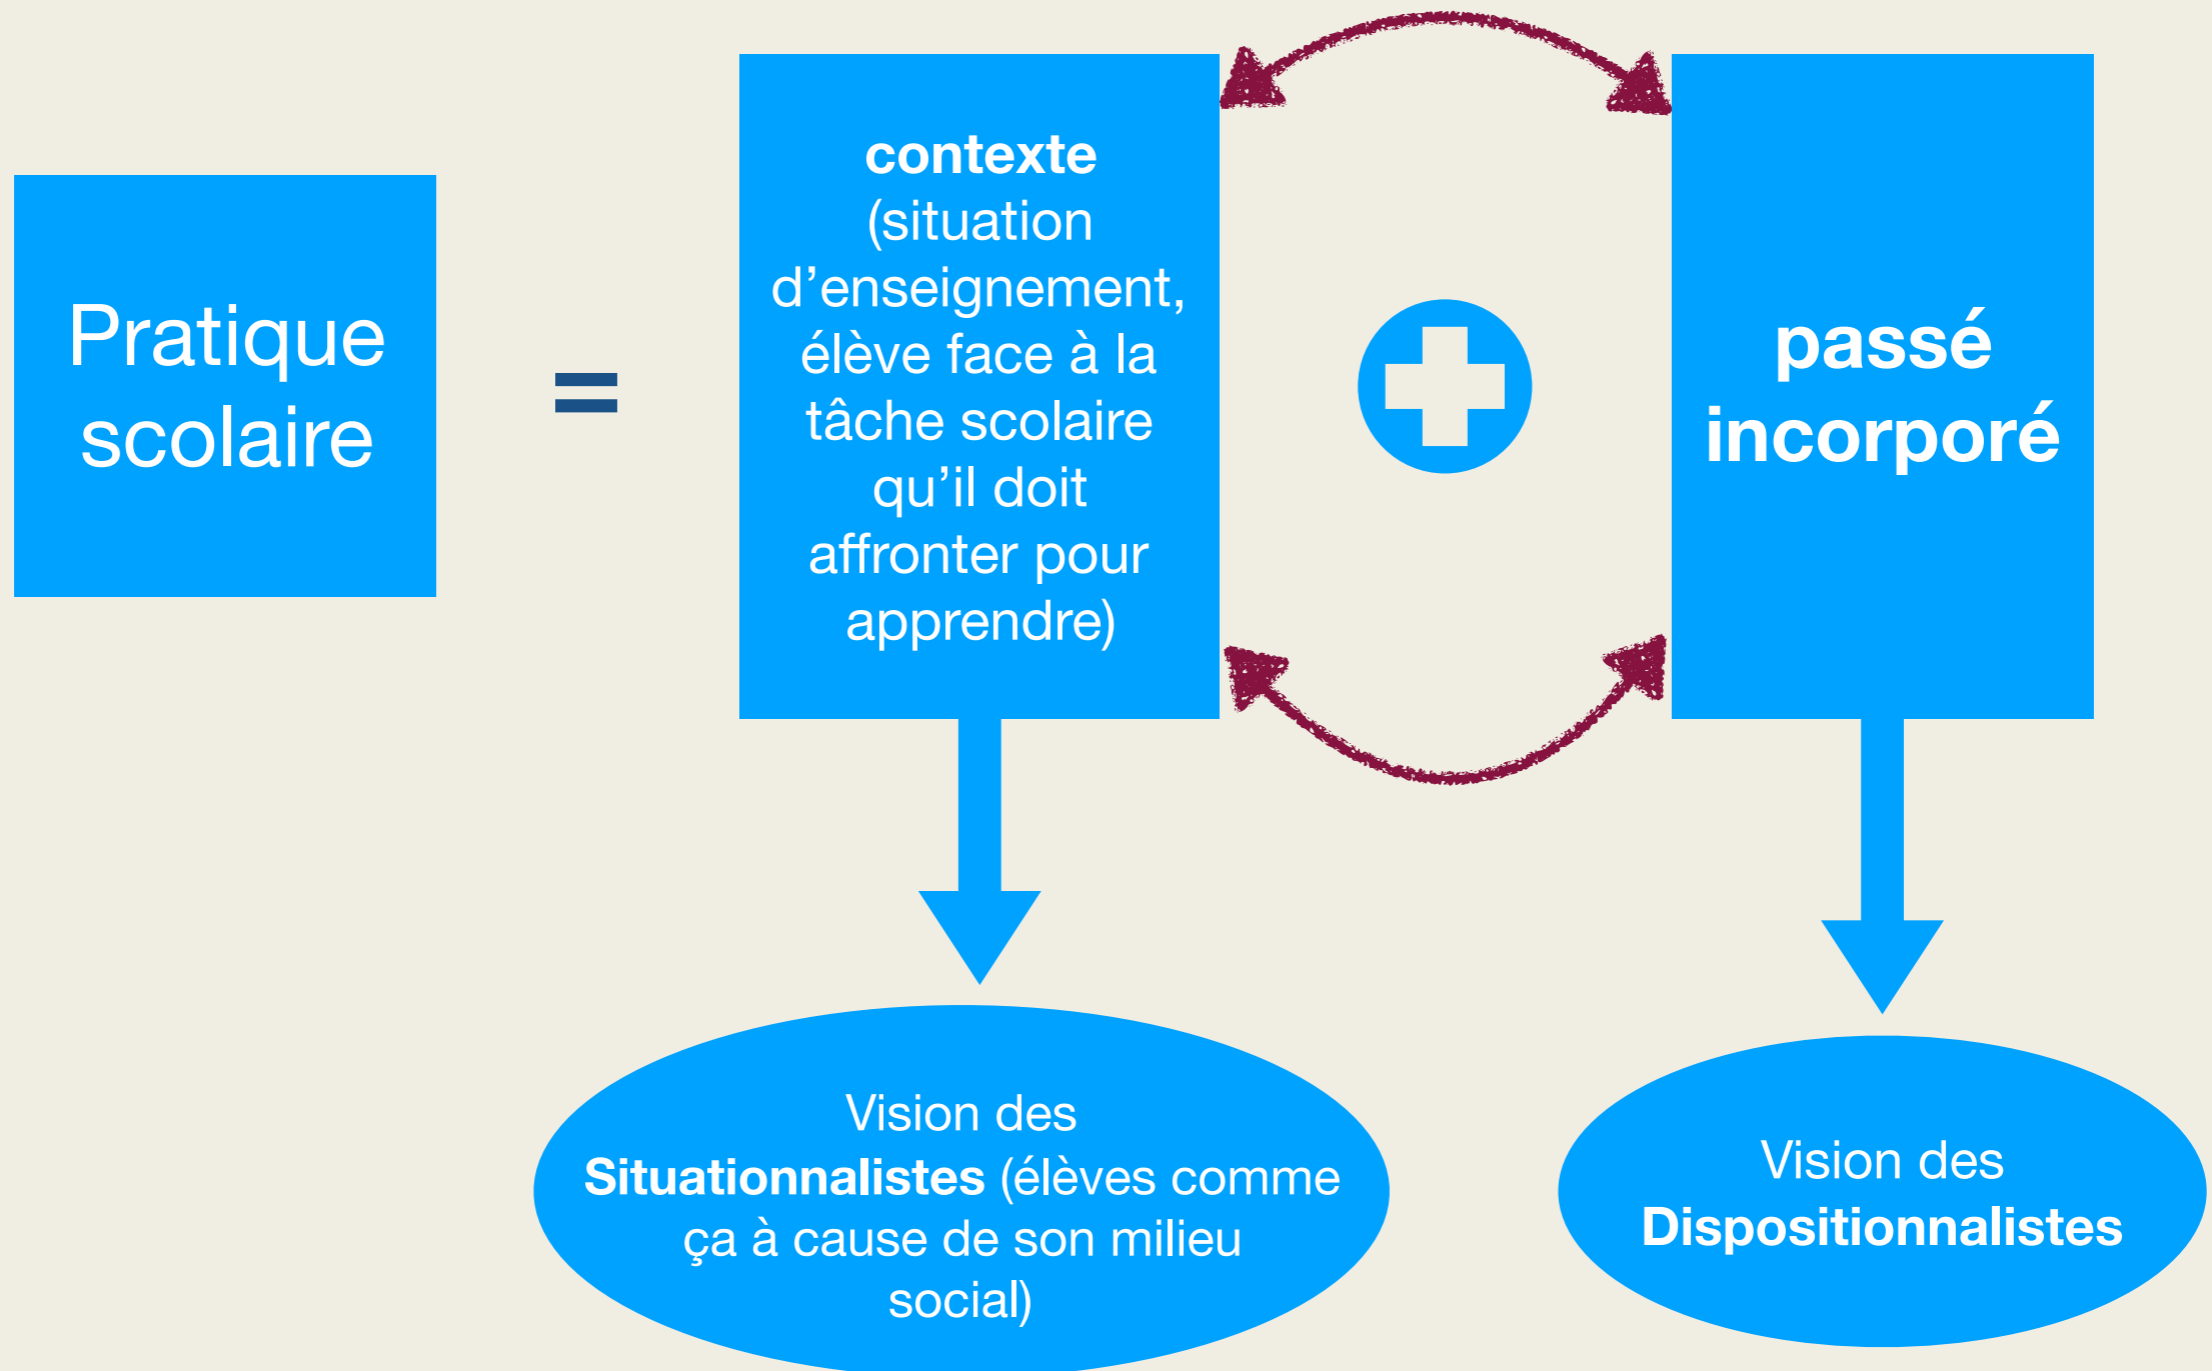 Pratique
scolaire
=
contexte
(situation
d’enseignement,
élève face à la
tâche scolaire
qu’il doit
affronter pour
apprendre)
passé
incorporé
Vision des
Situationnalistes (élèves comme
ça à cause de son milieu
social)
Vision des
Dispositionnalistes